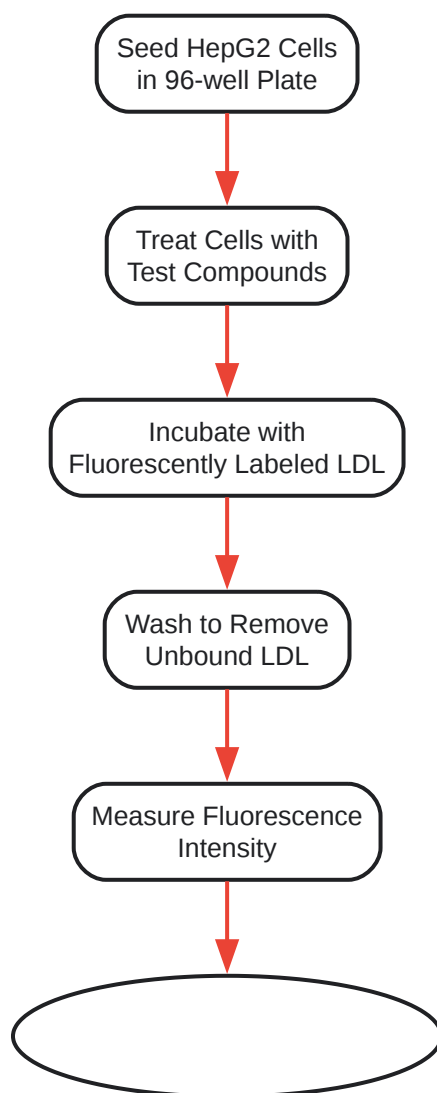 Seed HepG2 Cells
in 96-well Plate
Treat Cells with
Test Compounds
Incubate with
Fluorescently Labeled LDL
Wash to Remove
Unbound LDL
Measure Fluorescence
Intensity